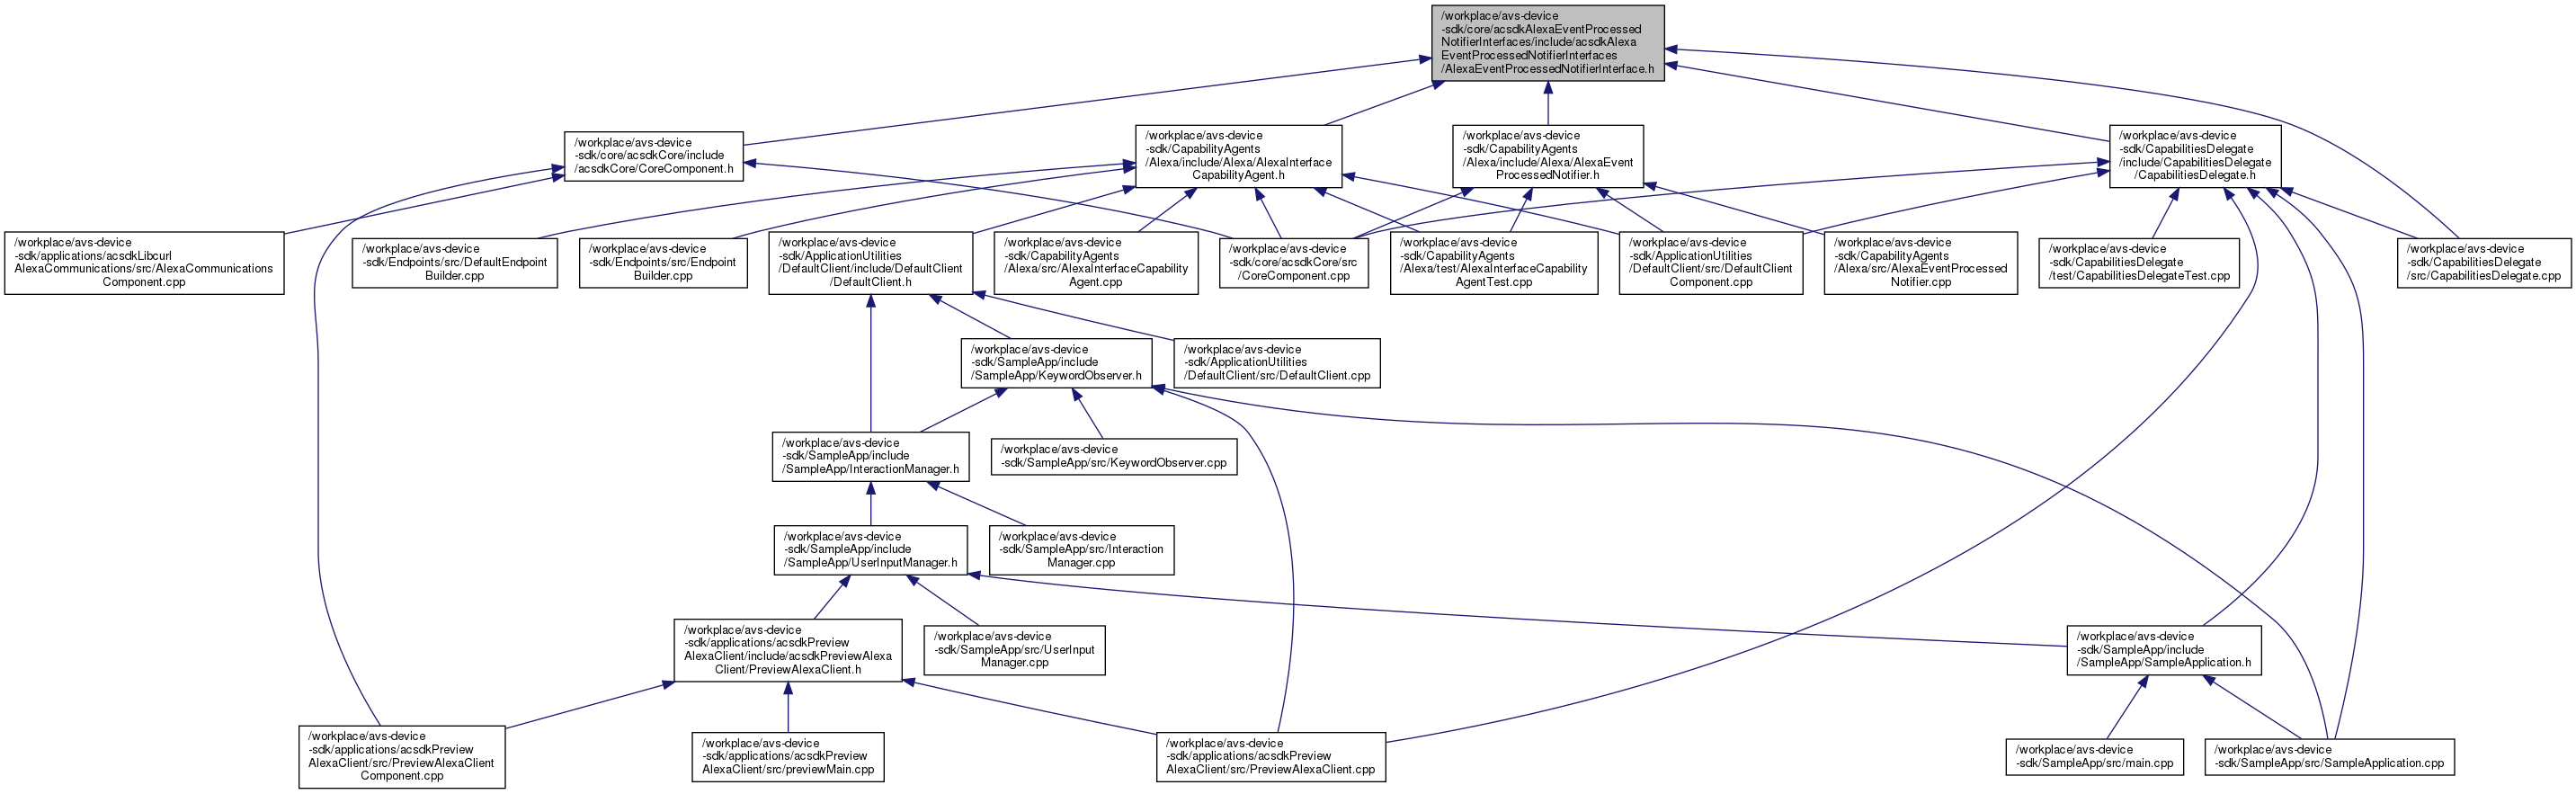 /workplace/avs-device
-sdk/core/acsdkAlexaEventProcessed
NotifierInterfaces/include/acsdkAlexa
EventProcessedNotifierInterfaces
/AlexaEventProcessedNotifierInterface.h
/workplace/avs-device
-sdk/core/acsdkCore/include
/acsdkCore/CoreComponent.h
/workplace/avs-device
-sdk/CapabilityAgents
/Alexa/include/Alexa/AlexaInterface
CapabilityAgent.h
/workplace/avs-device
-sdk/CapabilityAgents
/Alexa/include/Alexa/AlexaEvent
ProcessedNotifier.h
/workplace/avs-device
-sdk/CapabilitiesDelegate
/include/CapabilitiesDelegate
/CapabilitiesDelegate.h
/workplace/avs-device
-sdk/applications/acsdkLibcurl
AlexaCommunications/src/AlexaCommunications
Component.cpp
/workplace/avs-device
-sdk/Endpoints/src/DefaultEndpoint
Builder.cpp
/workplace/avs-device
-sdk/Endpoints/src/Endpoint
Builder.cpp
/workplace/avs-device
-sdk/ApplicationUtilities
/DefaultClient/include/DefaultClient
/DefaultClient.h
/workplace/avs-device
-sdk/CapabilityAgents
/Alexa/src/AlexaInterfaceCapability
Agent.cpp
/workplace/avs-device
-sdk/core/acsdkCore/src
/CoreComponent.cpp
/workplace/avs-device
-sdk/CapabilityAgents
/Alexa/test/AlexaInterfaceCapability
AgentTest.cpp
/workplace/avs-device
-sdk/ApplicationUtilities
/DefaultClient/src/DefaultClient
Component.cpp
/workplace/avs-device
-sdk/CapabilityAgents
/Alexa/src/AlexaEventProcessed
Notifier.cpp
/workplace/avs-device
-sdk/CapabilitiesDelegate
/test/CapabilitiesDelegateTest.cpp
/workplace/avs-device
-sdk/CapabilitiesDelegate
/src/CapabilitiesDelegate.cpp
/workplace/avs-device
-sdk/SampleApp/include
/SampleApp/KeywordObserver.h
/workplace/avs-device
-sdk/ApplicationUtilities
/DefaultClient/src/DefaultClient.cpp
/workplace/avs-device
-sdk/SampleApp/include
/SampleApp/InteractionManager.h
/workplace/avs-device
-sdk/SampleApp/src/KeywordObserver.cpp
/workplace/avs-device
-sdk/SampleApp/include
/SampleApp/UserInputManager.h
/workplace/avs-device
-sdk/SampleApp/src/Interaction
Manager.cpp
/workplace/avs-device
-sdk/applications/acsdkPreview
AlexaClient/include/acsdkPreviewAlexa
Client/PreviewAlexaClient.h
/workplace/avs-device
-sdk/SampleApp/src/UserInput
Manager.cpp
/workplace/avs-device
-sdk/SampleApp/include
/SampleApp/SampleApplication.h
/workplace/avs-device
-sdk/applications/acsdkPreview
AlexaClient/src/PreviewAlexaClient
Component.cpp
/workplace/avs-device
-sdk/applications/acsdkPreview
AlexaClient/src/previewMain.cpp
/workplace/avs-device
-sdk/applications/acsdkPreview
AlexaClient/src/PreviewAlexaClient.cpp
/workplace/avs-device
-sdk/SampleApp/src/main.cpp
/workplace/avs-device
-sdk/SampleApp/src/SampleApplication.cpp